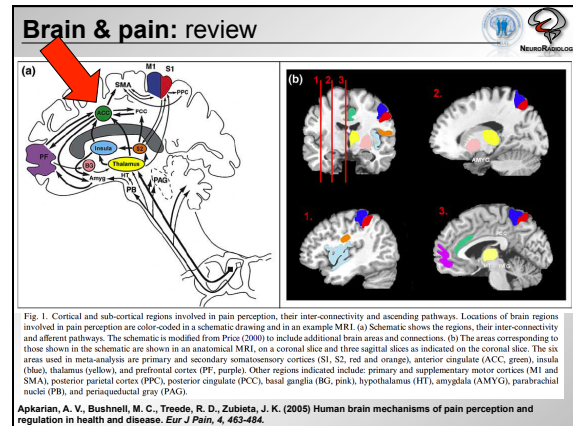 Brain & pain: review
NEURORADIOLOG
(a)
M1
S1
SMA
PPC
ACC
PCC
Insula
S2
PF
BG
Thalamus
Amyg
HT
PAG
PB
(b)
1
2
3
2.
AMYG
1.
3.
PCC
HT
Fig. 1. Cortical and sub-cortical regions involved in pain perception, their inter-connectivity and ascending pathways. Locations of brain regions
involved in pain perception are color-coded in a schematic drawing and in an example MRI. (a) Schematic shows the regions, their inter-connectivity
and afferent pathways. The schematic is modified from Price (2000) to include additional brain areas and connections. (b) The areas corresponding to
those shown in the schematic are shown in an anatomical MRI, on a coronal slice and three sagittal slices as indicated on the coronal slice. The six
areas used in meta-analysis are primary and secondary somatosensory cortices (S1, S2, red and orange), anterior cingulate (ACC, green), insula
(blue), thalamus (yellow), and prefrontal cortex (PF, purple). Other regions indicated include: primary and supplementary motor cortices (M1 and
SMA), posterior parietal cortex (PPC), posterior cingulate (PCC), basal ganglia (BG, pink), hypothalamus (HT), amygdala (AMYG), parabrachial
nuclei (PB), and periaqueductal gray (PAG).
Apkarian, A. V., Bushnell, M. C., Treede, R. D., Zubieta, J. K. (2005) Human brain mechanisms of pain perception and
regulation in health and disease. Eur J Pain, 4, 463-484.